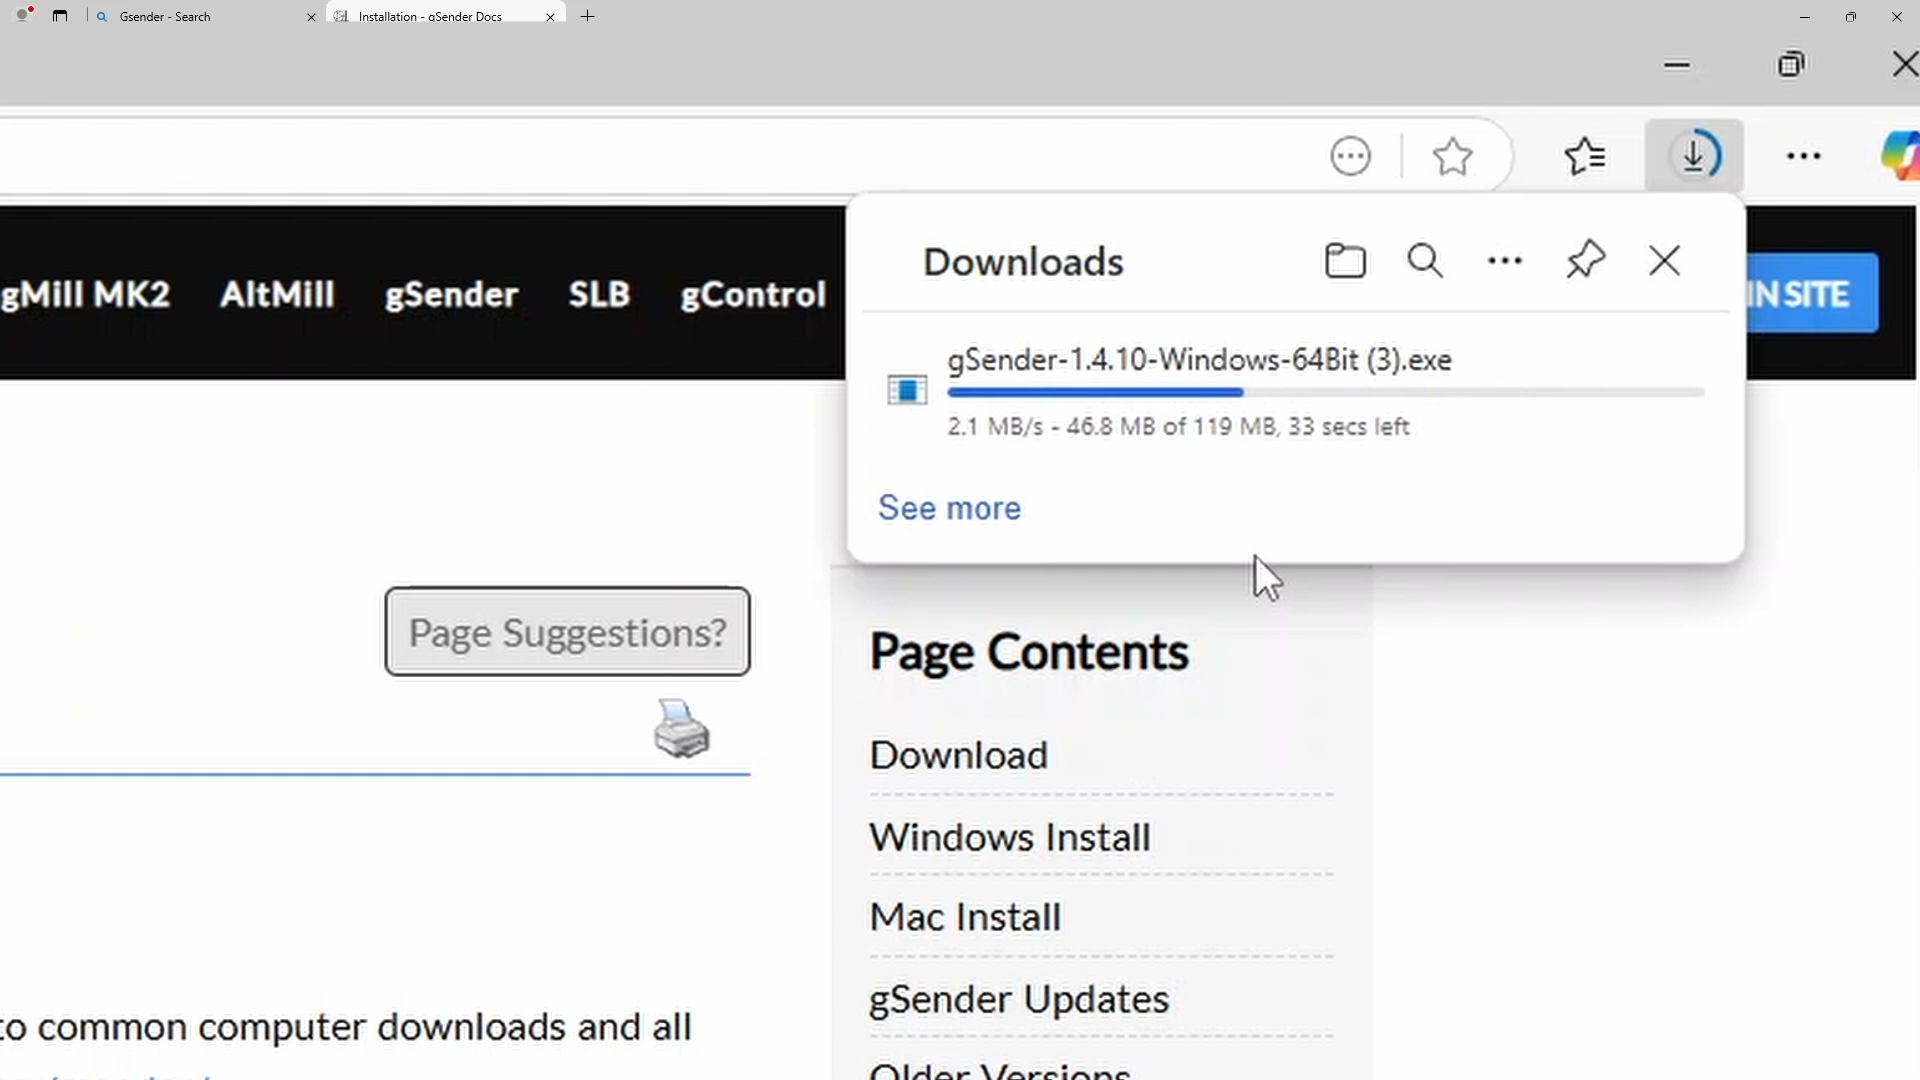 Gsender - Search
Installation - gSender Docs
gMill MK2 AltMill gSender SLB gControl
IN SITE
Downloads
gSender-1.4.10-Windows-64Bit (3).exe
2.1 MB/s - 46.8 MB of 119 MB, 33 secs left
See more
Page Suggestions?
Page Contents
Download
Windows Install
Mac Install
gSender Updates
Older Versions
to common computer downloads and all